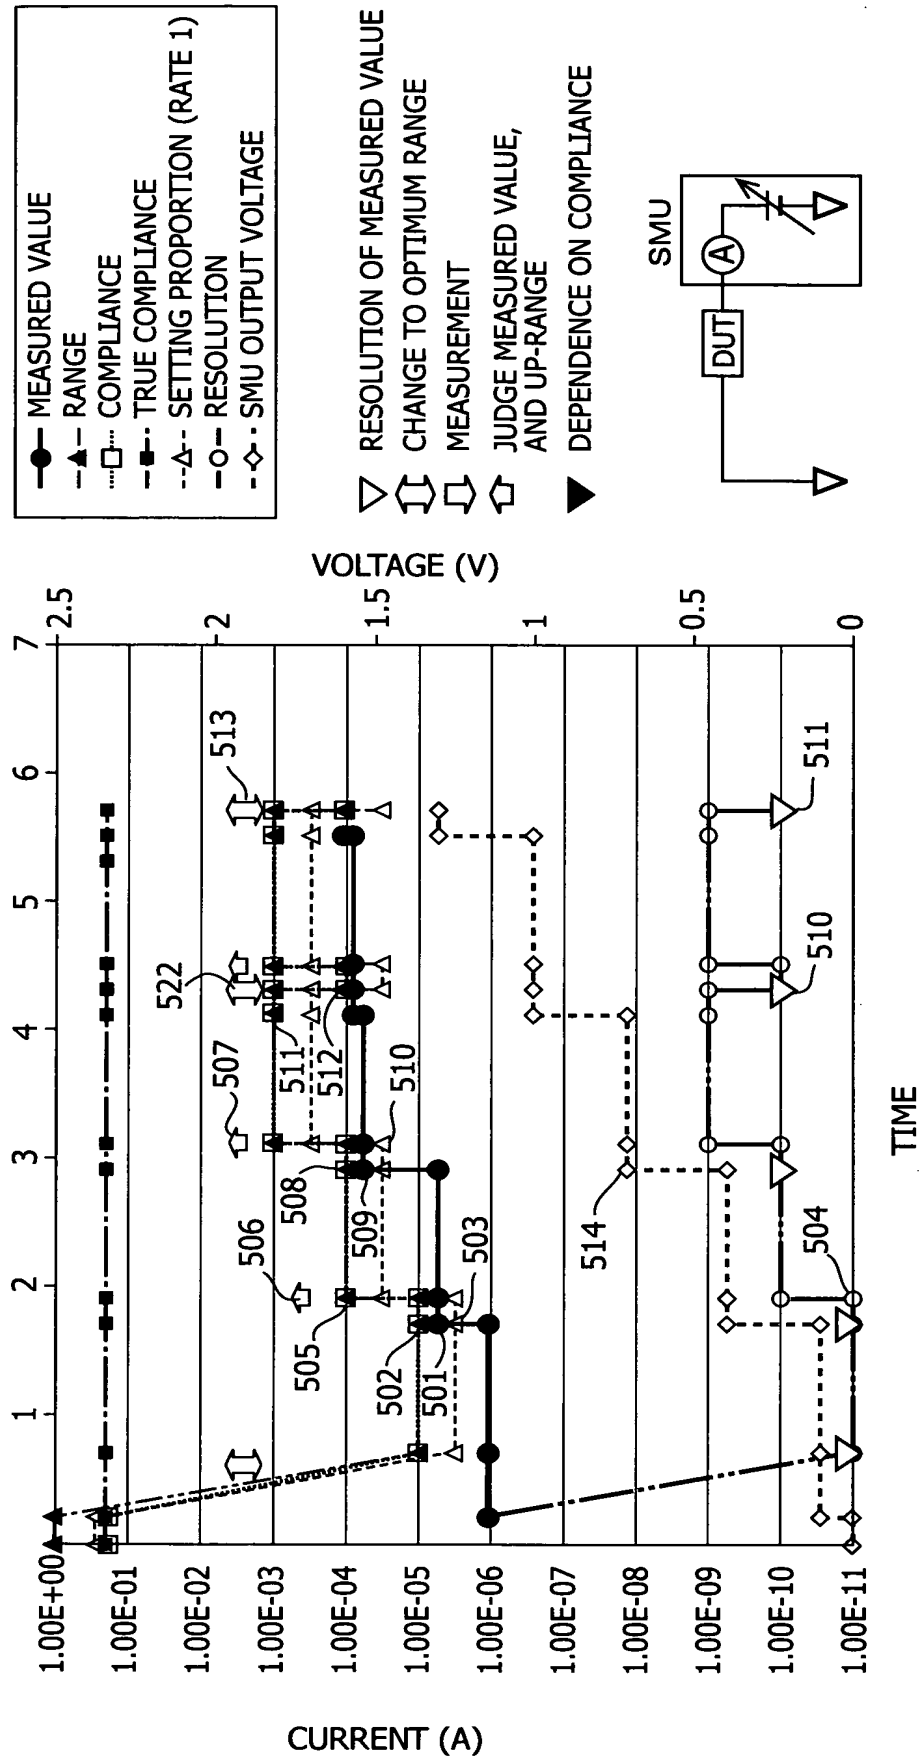 MEASURED VALUE
RANGE
COMPLIANCE
TRUE COMPLIANCE
SETTING PROPORTION (RATE 1)
RESOLUTION
SMU OUTPUT VOLTAGE
RESOLUTION OF MEASURED VALUE
CHANGE TO OPTIMUM RANGE
MEASUREMENT
JUDGE MEASURED VALUE,
AND UP-RANGE
DEPENDENCE ON COMPLIANCE
SMU
A
DUT
CURRENT (A)
1.00E+00
1.00E-01
1.00E-02
1.00E-03
1.00E-04
1.00E-05
1.00E-06
1.00E-07
1.00E-08
1.00E-09
1.00E-10
1.00E-11
1
2
3
4
5
6
7
VOLTAGE (V)
2.5
2
1.5
1
0.5
0
TIME
513
522
507
506
511
512
510
508
509
505
503
502
501
514
504
510
511